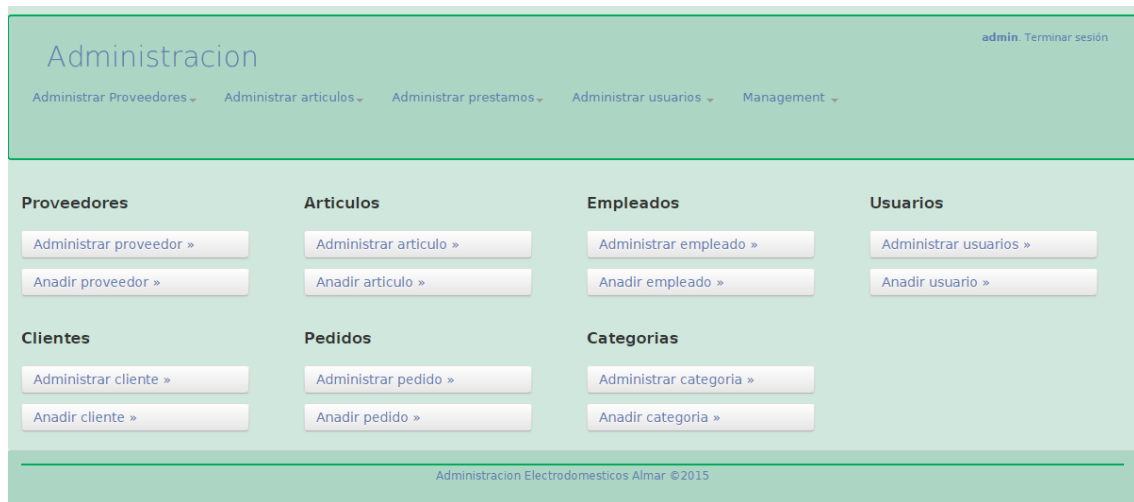 admin. Terminar sesión
Administracion
Administrar Proveedores Administrar articulos Administrar prestamos Administrar usuarios Management
Proveedores Articulos Empleados Usuarios
Administrar proveedor » Administrar articulo » Administrar empleado » Administrar usuarios »
Anadir proveedor » Anadir articulo » Anadir empleado » Anadir usuario »
Clientes Pedidos Categorias
Administrar cliente » Administrar pedido » Administrar categoria »
Anadir cliente » Anadir pedido » Anadir categoria »
Administracion Electrodomesticos Almar ©2015